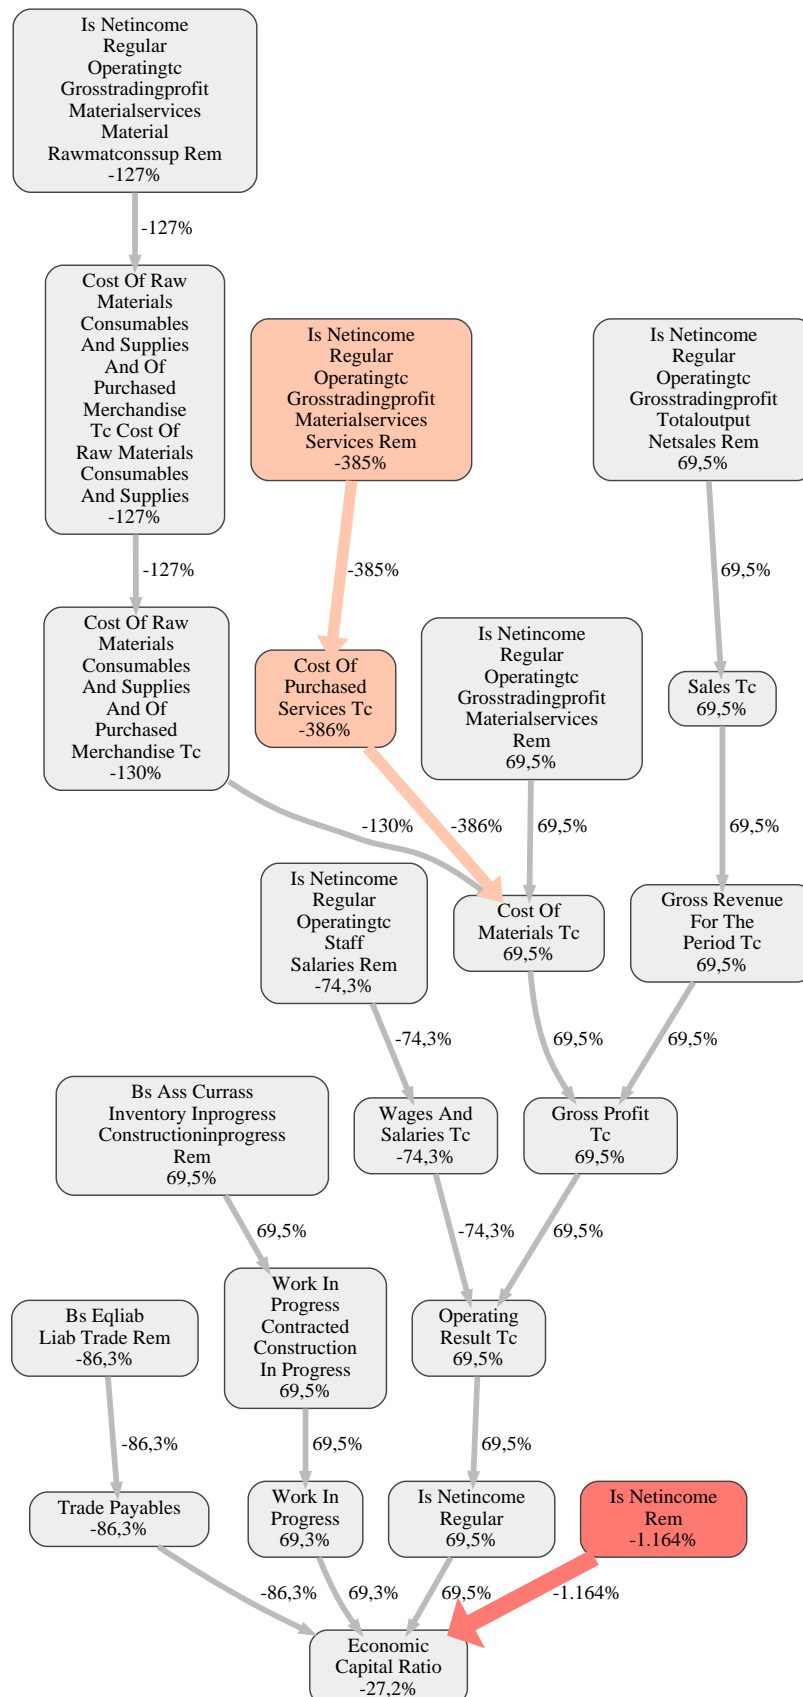 Is Netincome
Regular
Operatingtc
Grosstradingprofit
Materialservices
Material
Rawmatconssup Rem
-127%
-127%
Cost Of Raw
Materials
Consumables
And Supplies
And Of
Purchased
Merchandise
Tc Cost Of
Raw Materials
Consumables
And Supplies
-127%
Is Netincome
Regular
Operatingtc
Grosstradingprofit
Materialservices
Services Rem
-385%
Is Netincome
Regular
Operatingtc
Grosstradingprofit
Totaloutput
Netsales Rem
69,5%
-127%
-385%
69,5%
Cost Of Raw
Materials
Consumables
And Supplies
And Of
Purchased
Merchandise Tc
-130%
Cost Of
Purchased
Services Tc
-386%
Is Netincome
Regular
Operatingtc
Grosstradingprofit
Materialservices
Rem
69,5%
Sales Tc
69,5%
-130%
-386%
69,5%
69,5%
Is Netincome
Regular
Operatingtc
Staff
Salaries Rem
-74,3%
Cost Of
Materials Tc
69,5%
Gross Revenue
For The
Period Tc
69,5%
-74,3%
69,5%
69,5%
Bs Ass Currass
Inventory Inprogress
Constructioninprogress
Rem
69,5%
Wages And
Salaries Tc
-74,3%
Gross Profit
Tc
69,5%
69,5%
-74,3%
69,5%
Bs Eqliab
Liab Trade Rem
-86,3%
Work In
Progress
Contracted
Construction
In Progress
69,5%
Operating
Result Tc
69,5%
-86,3%
69,5%
69,5%
Trade Payables
-86,3%
Work In
Progress
69,3%
Is Netincome
Regular
69,5%
Is Netincome
Rem
-1.164%
-86,3%
69,3%
69,5%
-1.164%
Economic
Capital Ratio
-27,2%